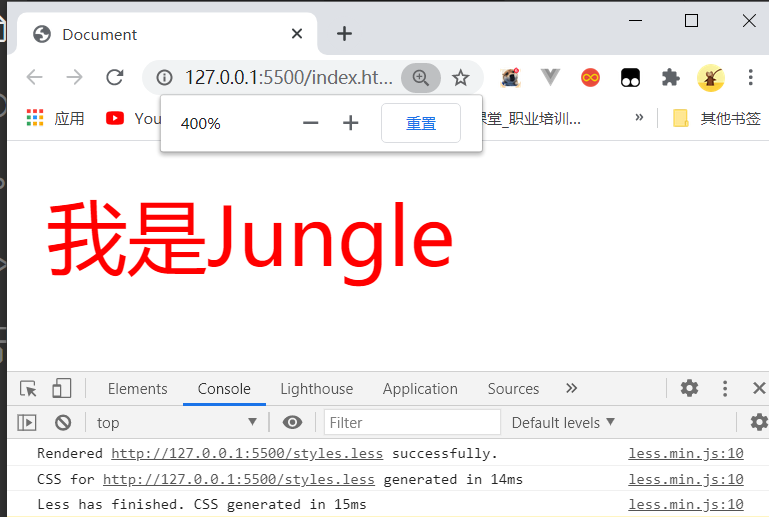 Document
127.0.0.1:5500/index.ht...
应用 You 课堂_职业培训... » 其他书签
400% 重置
我是Jungle
Elements Console Lighthouse Application Sources »
top Filter Default levels
Rendered http://127.0.0.1:5500/styles.less successfully. less.min.js:10
CSS for http://127.0.0.1:5500/styles.less generated in 14ms less.min.js:10
Less has finished. CSS generated in 15ms less.min.js:10